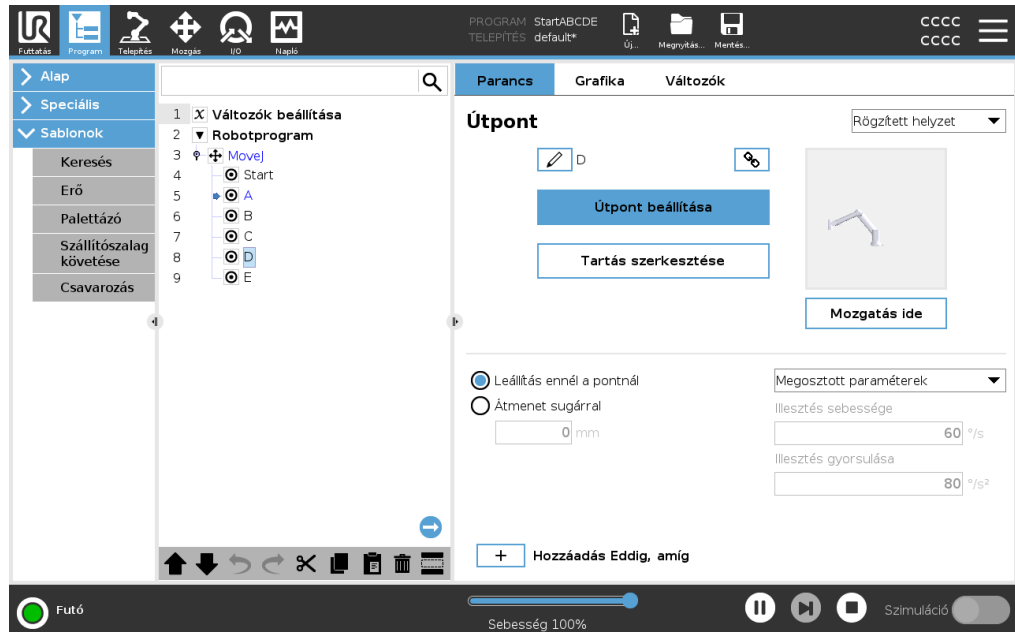 UR
Futtatás
Program
Telepítés
Mozgás
I/O
Napló
PROGRAM StartABCDE
TELEPÍTÉS default*
Új...
Megnyitás...
Mentés...
CCCC
CCCC
Alap
Speciális
Sablonok
Keresés
Erő
Palettázó
Szállítószalag
követése
Csavarozás
1 X Változók beállítása
2 Robotprogram
3 MoveJ
4 Start
5 A
6 B
7 C
8 D
9 E
Parancs
Grafika
Változók
Útpont
Rögzített helyzet
D
Útpont beállítása
Tartás szerkesztése
Mozgatás ide
Leállítás ennél a pontnál
Átmenet sugárral
0 mm
Megosztott paraméterek
Illesztés sebessége
60 °/s
Illesztés gyorsulása
80 °/s²
+ Hozzáadás Eddig, amíg
Futó
Sebesség 100%
Szimuláció